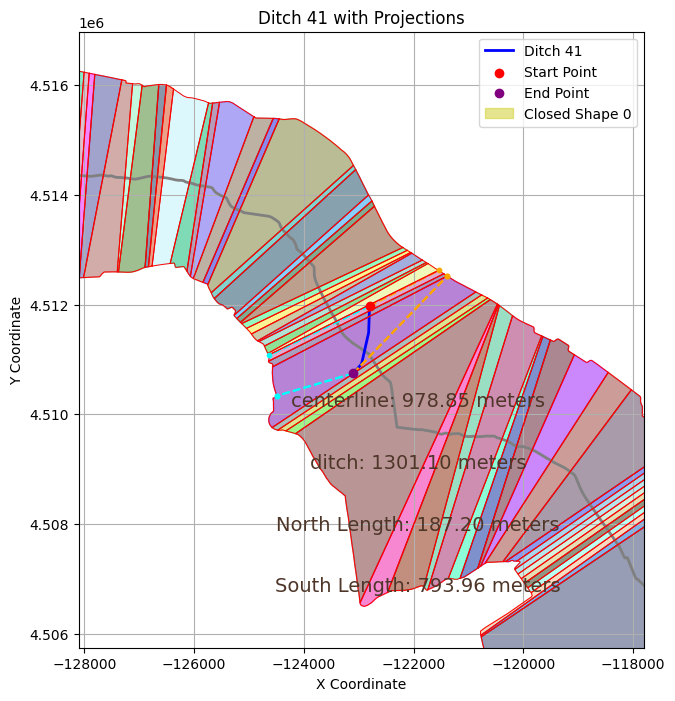 Ditch 41 with Projections
1e6
Ditch 41
Start Point
End Point
Closed Shape 0
4.516
4.514
4.512
4.510
4.508
4.506
Y Coordinate
centerline: 978.85 meters
ditch: 1301.10 meters
North Length: 187.20 meters
South Length: 793.96 meters
−128000 −126000 −124000 −122000 −120000 −118000
X Coordinate